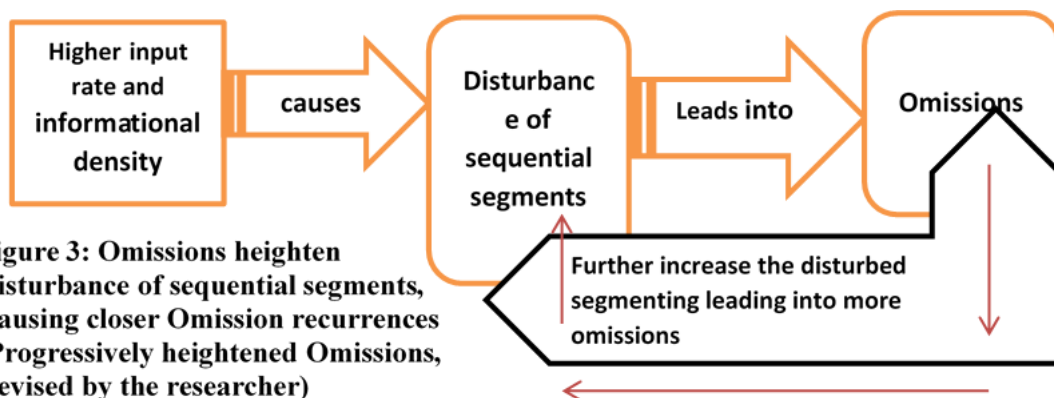 Higher input
rate and
informational
density
causes
Disturbanc
e of
sequential
segments
Leads into
Omissions
Further increase the disturbed
segmenting leading into more
omissions
igure 3: Omissions heighten
isturbance of sequential segments,
ausing closer Omission recurrences
Progressively heightened Omissions,
evised by the researcher)